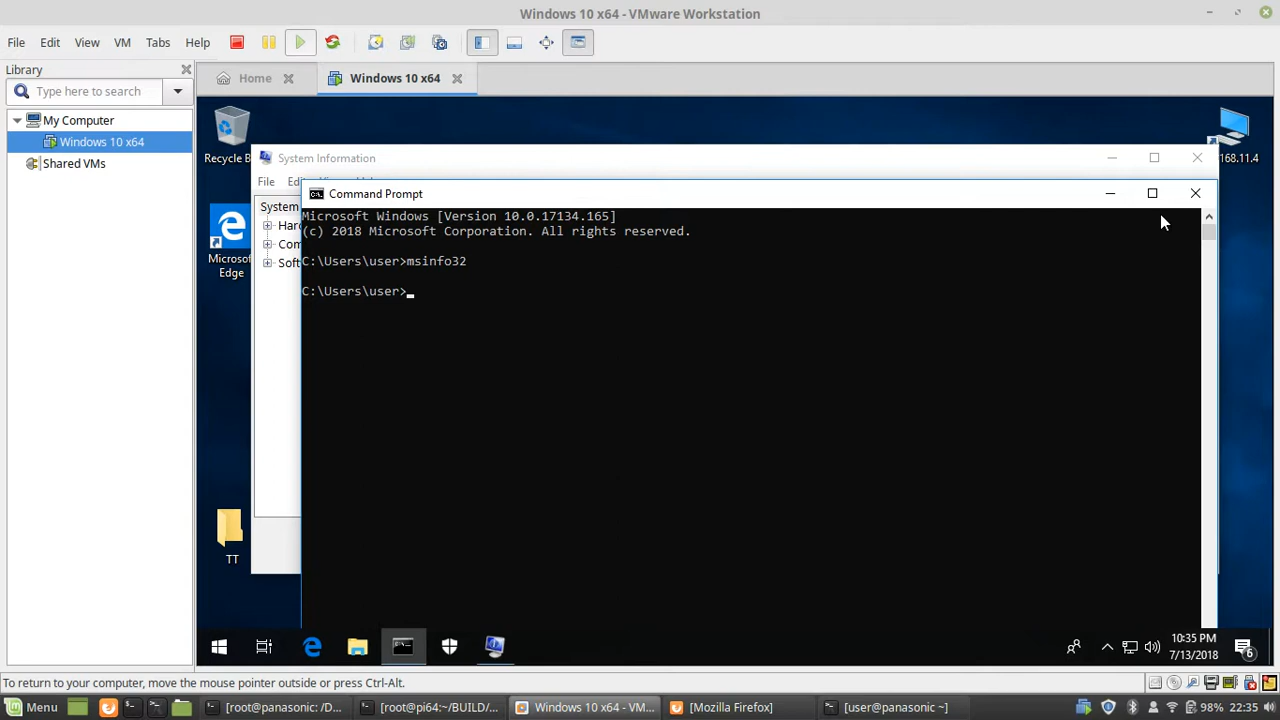 Windows 10 x64 - VMware Workstation
File Edit View VM Tabs Help
Library
Type here to search
My Computer
Windows 10 x64
Shared VMs
Home
Windows 10 x64
Recycle B
168.11.4
System Information
File Ed
System
Hard
Com
Soft
Microsoft
Edge
TT
Command Prompt
Microsoft Windows [Version 10.0.17134.165]
(c) 2018 Microsoft Corporation. All rights reserved.
C:\Users\user>msinfo32
C:\Users\user>
10:35 PM
7/13/2018
6
To return to your computer, move the mouse pointer outside or press Ctrl-Alt.
Menu
[root@panasonic: /D...
[root@pi64:~/BUILD/...
Windows 10 x64 - VM...
[Mozilla Firefox]
[user@panasonic ~]
98%
22:35